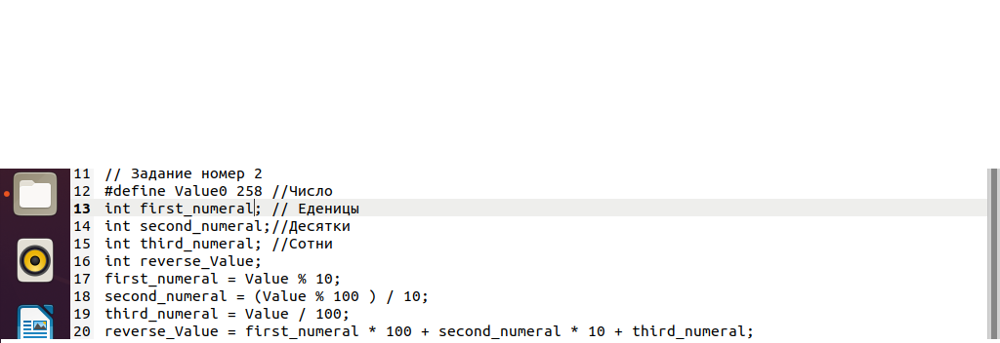 11 // Задание номер 2
12 #define Value0 258 //Число
13 int first_numeral; // Еденицы
14 int second_numeral;//Десятки
15 int third_numeral; //Сотни
16 int reverse_Value;
17 first_numeral = Value % 10;
18 second_numeral = (Value % 100 ) / 10;
19 third_numeral = Value / 100;
20 reverse_Value = first_numeral * 100 + second_numeral * 10 + third_numeral;